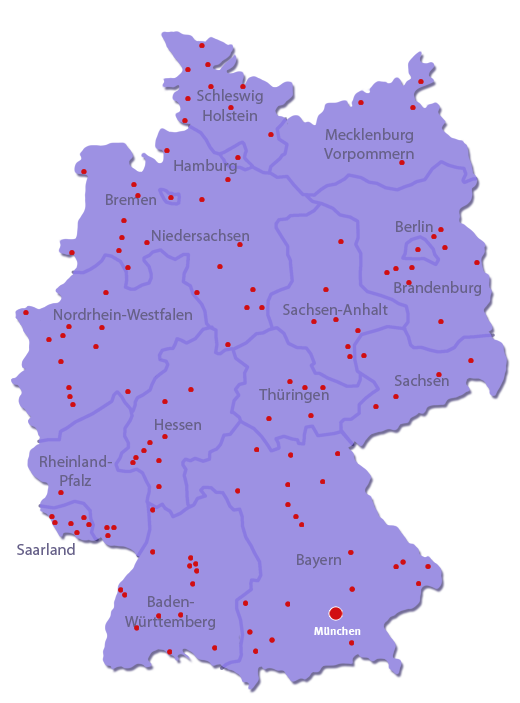 Schleswig
Holstein
Mecklenburg
Vorpommern
Hamburg
Bremen
Niedersachsen
Berlin
Brandenburg
Nordrhein-Westfalen
Sachsen-Anhalt
Sachsen
Thüringen
Hessen
Rheinland-
Pfalz
Saarland
Bayern
Baden-
Württemberg
München